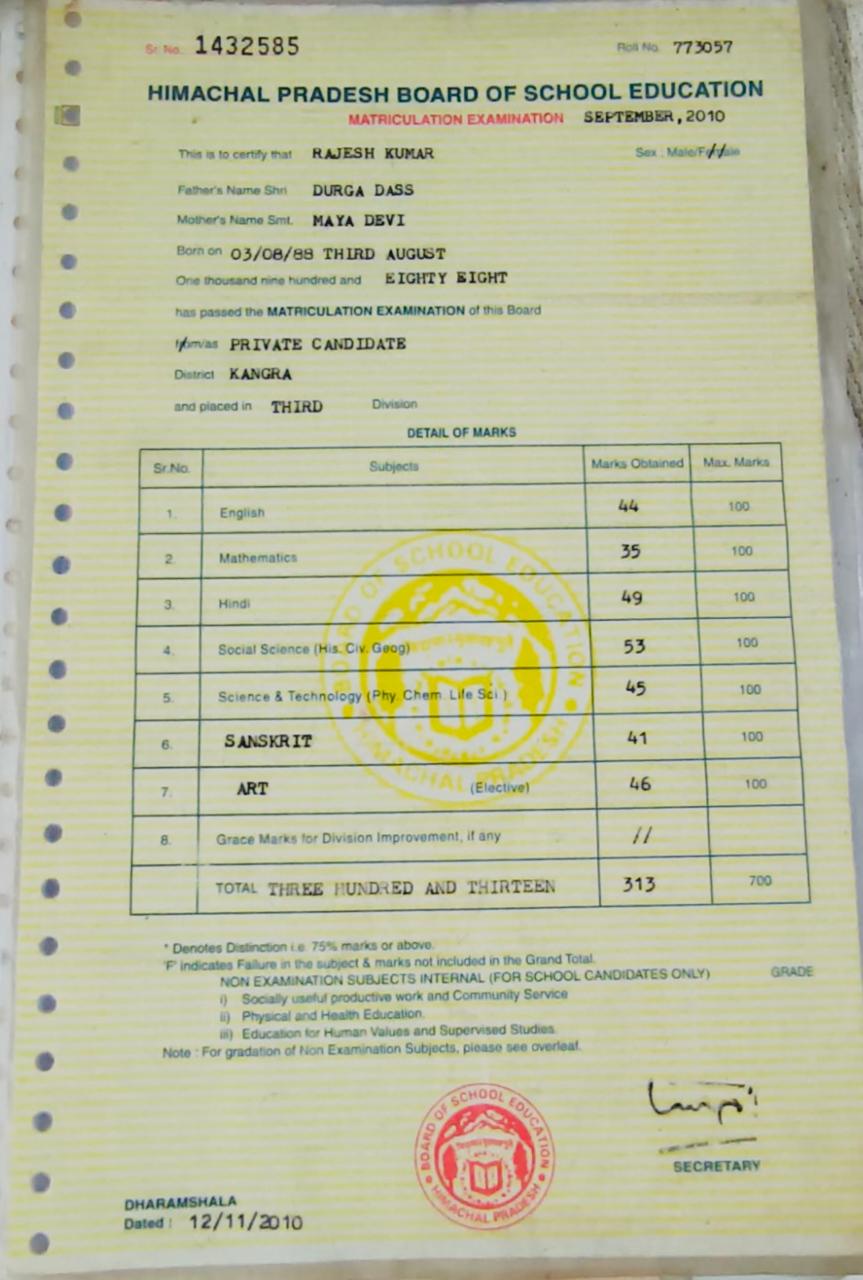 Sr. No. 1432585 Roll No. 773057
HIMACHAL PRADESH BOARD OF SCHOOL EDUCATION
MATRICULATION EXAMINATION SEPTEMBER, 2010
This is to certify that RAJESH KUMAR Sex : Male/Female
Father's Name Shri DURGA DASS
Mother's Name Smt. MAYA DEVI
Born on 03/08/88 THIRD AUGUST
One thousand nine hundred and EIGHTY EIGHT
has passed the MATRICULATION EXAMINATION of this Board
from/as PRIVATE CANDIDATE
District KANGRA
and placed in THIRD Division
DETAIL OF MARKS
Sr.No. Subjects Marks Obtained Max. Marks
1. English 44 100
2. Mathematics 35 100
3. Hindi 49 100
4. Social Science (His. Civ. Geog) 53 100
5. Science & Technology (Phy. Chem. Life Sci.) 45 100
6. SANSKRIT 41 100
7. ART (Elective) 46 100
8. Grace Marks for Division Improvement, if any //
TOTAL THREE HUNDRED AND THIRTEEN 313 700
BOARD OF SCHOOL EDUCATION
HIMACHAL PRADESH
* Denotes Distinction i.e. 75% marks or above.
'F' indicates Failure in the subject & marks not included in the Grand Total.
NON EXAMINATION SUBJECTS INTERNAL (FOR SCHOOL CANDIDATES ONLY) GRADE
i) Socially useful productive work and Community Service
ii) Physical and Health Education.
iii) Education for Human Values and Supervised Studies.
Note : For gradation of Non Examination Subjects, please see overleaf.
BOARD OF SCHOOL EDUCATION
HIMACHAL PRADESH
SECRETARY
DHARAMSHALA
Dated : 12/11/2010